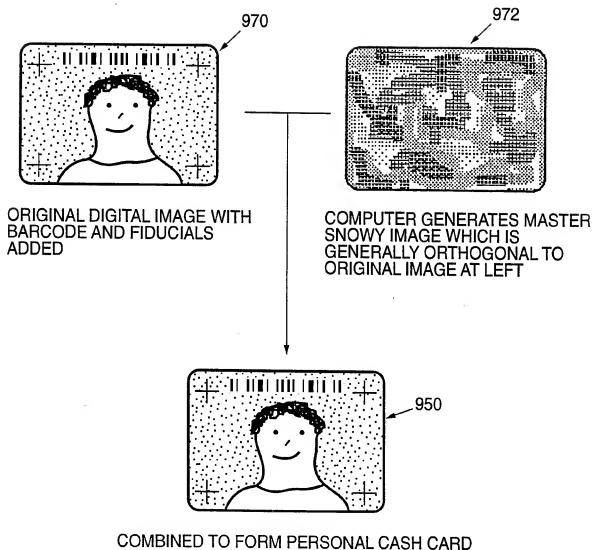 970
972
ORIGINAL DIGITAL IMAGE WITH
BARCODE AND FIDUCIALS
ADDED
COMPUTER GENERATES MASTER
SNOWY IMAGE WHICH IS
GENERALLY ORTHOGONAL TO
ORIGINAL IMAGE AT LEFT
950
COMBINED TO FORM PERSONAL CASH CARD